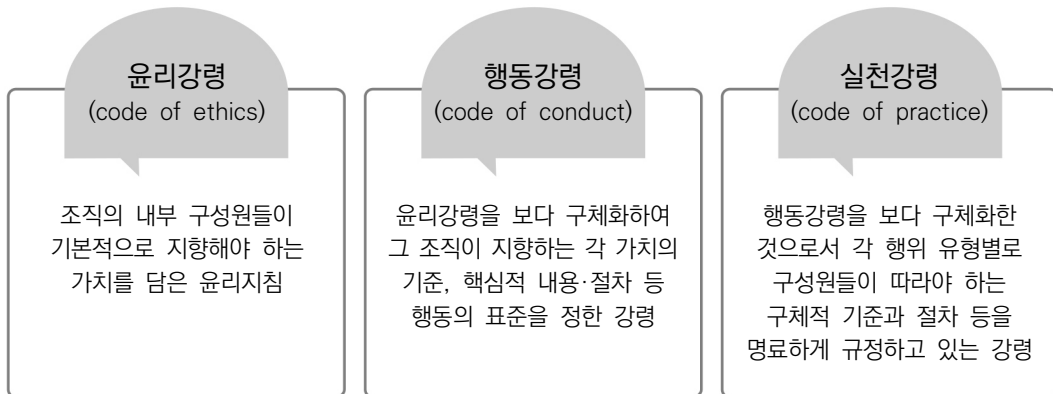 윤리강령
(code of ethics)
조직의 내부 구성원들이
기본적으로 지향해야 하는
가치를 담은 윤리지침
행동강령
(code of conduct)
윤리강령을 보다 구체화하여
그 조직이 지향하는 각 가치의
기준, 핵심적 내용·절차 등
행동의 표준을 정한 강령
실천강령
(code of practice)
행동강령을 보다 구체화한
것으로서 각 행위 유형별로
구성원들이 따라야 하는
구체적 기준과 절차 등을
명료하게 규정하고 있는 강령